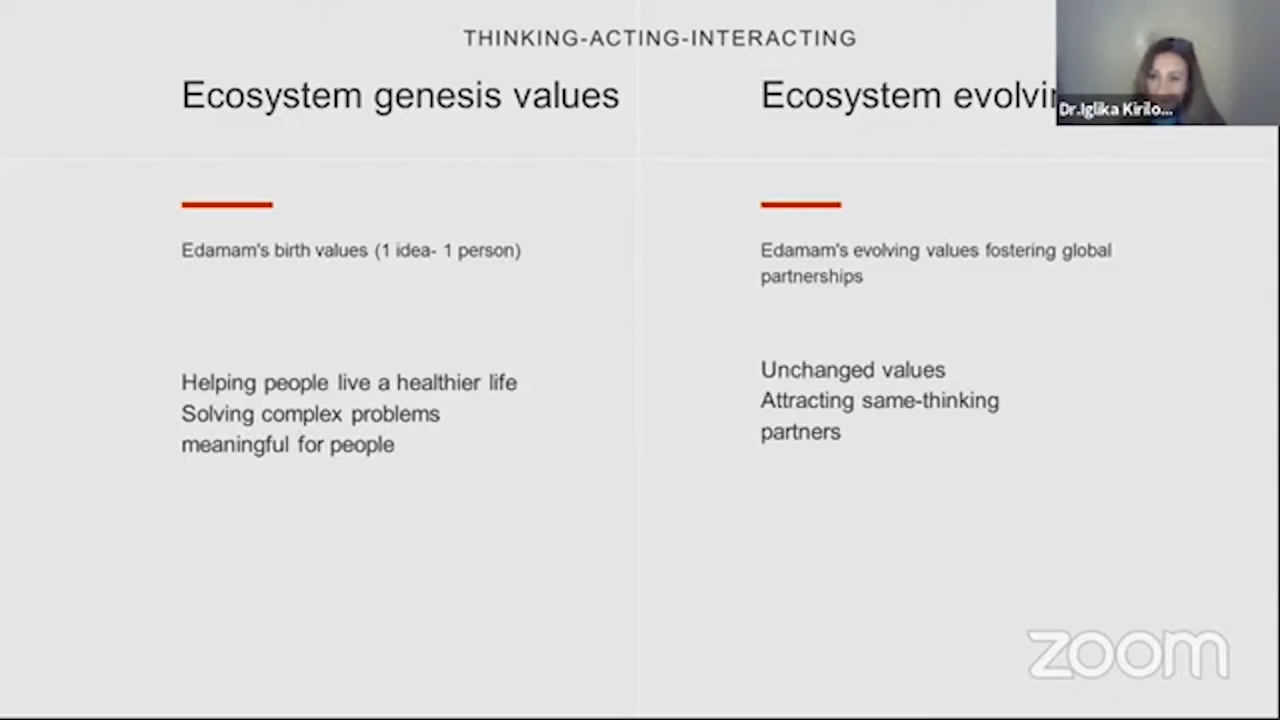 THINKING-ACTING-INTERACTING
Ecosystem genesis values
Ecosystem
Dr.Iglika Kirilo...
Edamam's birth values (1 idea- 1 person)
Helping people live a healthier life
Solving complex problems
meaningful for people
Edamam's evolving values fostering global
partnerships
Unchanged values
Attracting same-thinking
partners
zoom